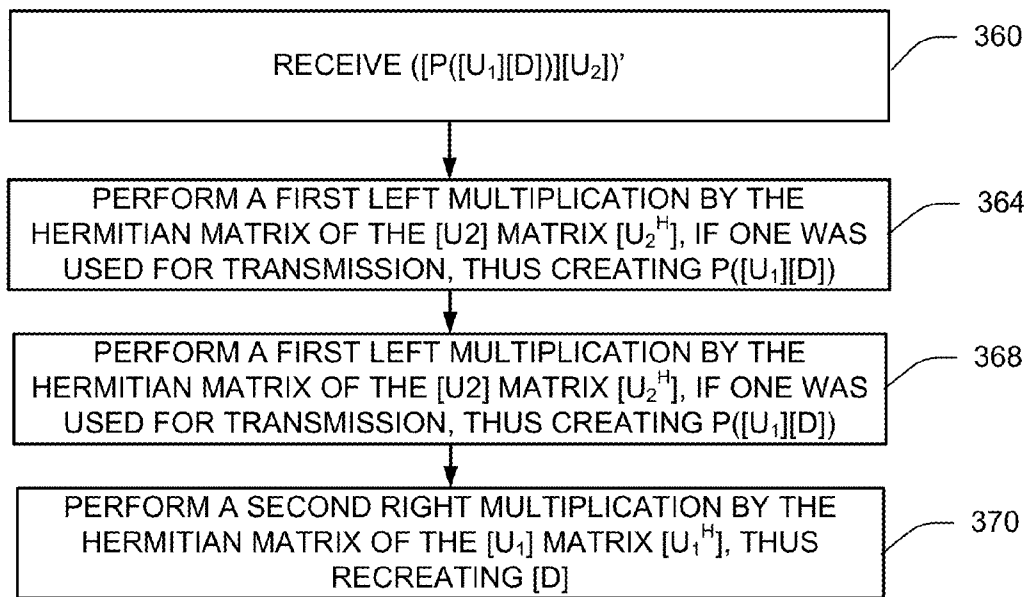 RECEIVE ([P([U₁][D])][U₂])’
360
PERFORM A FIRST LEFT MULTIPLICATION BY THE
HERMITIAN MATRIX OF THE [U2] MATRIX [U₂ᴴ], IF ONE WAS
USED FOR TRANSMISSION, THUS CREATING P([U₁][D])
364
PERFORM A FIRST LEFT MULTIPLICATION BY THE
HERMITIAN MATRIX OF THE [U2] MATRIX [U₂ᴴ], IF ONE WAS
USED FOR TRANSMISSION, THUS CREATING P([U₁][D])
368
PERFORM A SECOND RIGHT MULTIPLICATION BY THE
HERMITIAN MATRIX OF THE [U₁] MATRIX [U₁ᴴ], THUS
RECREATING [D]
370